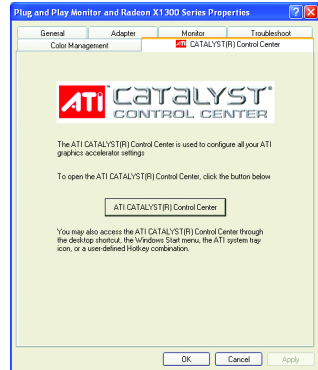 Plug and Play Monitor and Radeon X1300 Series Properties
General Adapter Monitor Troubleshoot
Color Management ATI CATALYST(R) Control Center
ATI CATALYST®
CONTROL CENTER
The ATI CATALYST(R) Control Center is used to configure all your ATI
graphics accelerator settings
To open the ATI CATALYST(R) Control Center, click the button below
ATI CATALYST(R) Control Center
You may also access the ATI CATALYST(R) Control Center through
the desktop shortcut, the Windows Start menu, the ATI system tray
icon, or a user-defined Hotkey combination.
OK Cancel Apply